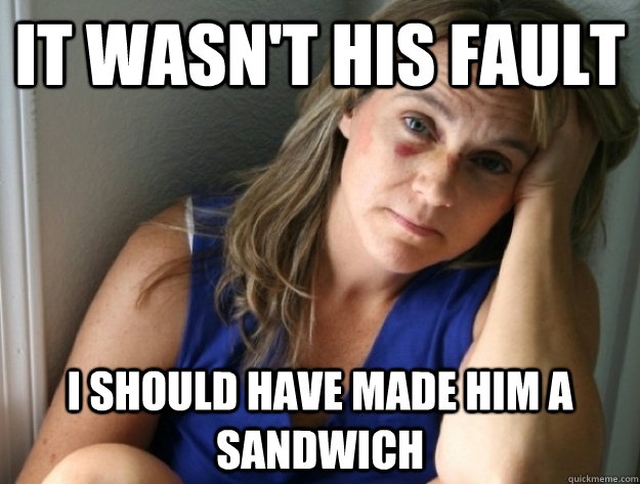 IT WASN'T HIS FAULT
I SHOULD HAVE MADE HIM A
SANDWICH
quickmeme.com